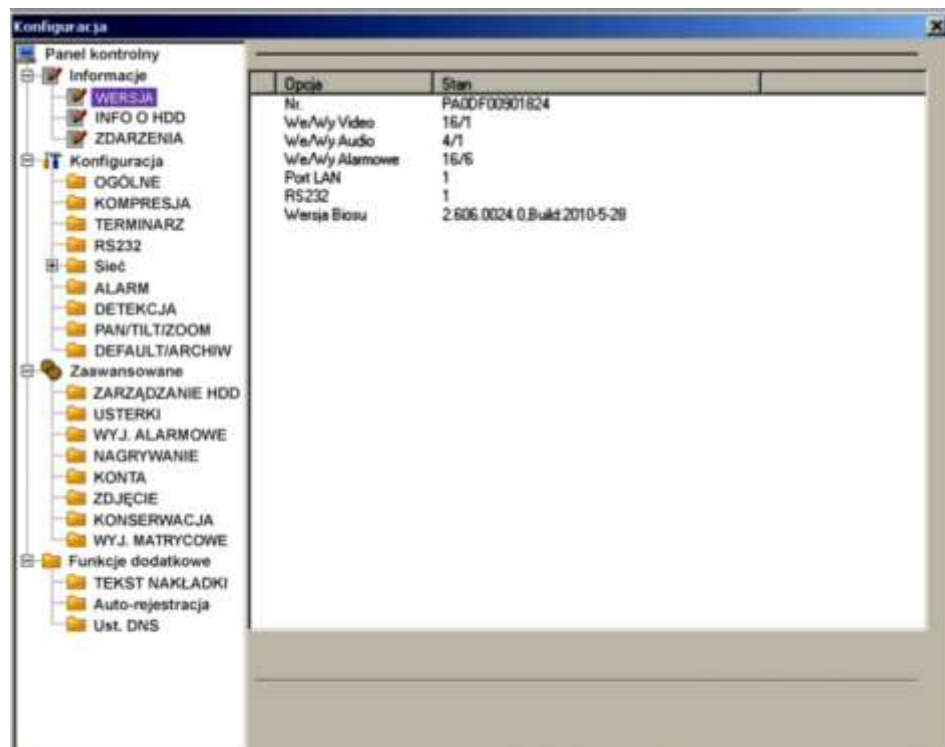 Konfiguracja
Panel kontrolny
Informacje
WERSJA
INFO O HDD
ZDARZENIA
Konfiguracja
OGÓLNE
KOMPRESJA
TERMINARZ
RS232
Sieć
ALARM
DETEKCJA
PAN/TILT/ZOOM
DEFAULT/ARCHIW
Zaawansowane
ZARZĄDZANIE HDD
USTERKI
WYJ. ALARMOWE
NAGRYWANIE
KONTA
ZDJĘCIE
KONSERWACJA
WYJ. MATRYCOWE
Funkcje dodatkowe
TEKST NAKŁADKI
Auto-rejestracja
Ust. DNS
Opcja Stan
Nr. PA0DF00901824
We/Wy Video 16/1
We/Wy Audio 4/1
We/Wy Alarmowe 16/6
Port LAN 1
RS232 1
Wersja Biosu 2.606.0024.0,Build:2010-5-28